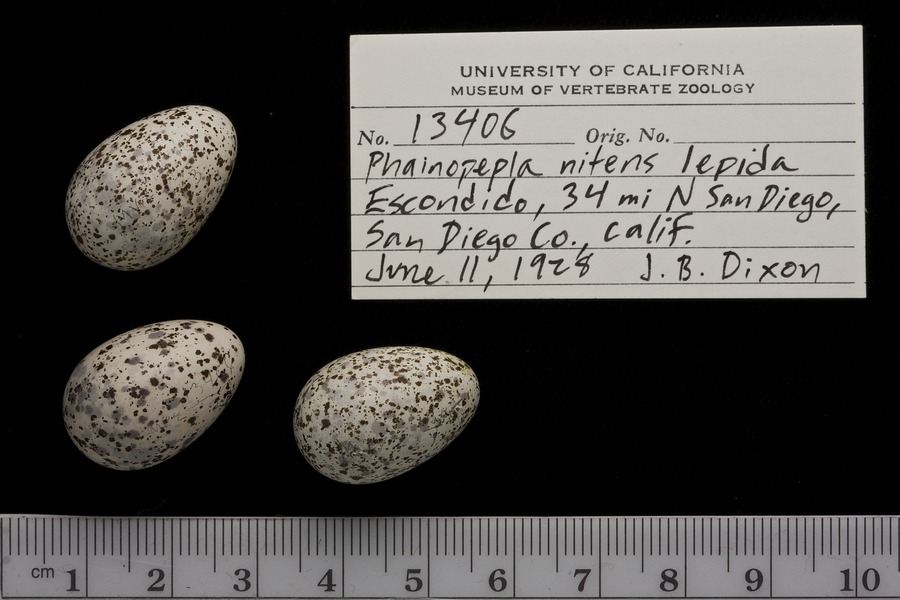 UNIVERSITY OF CALIFORNIA
MUSEUM OF VERTEBRATE ZOOLOGY
No. 13406 Orig. No.
Phainopepla nitens lepida
Escondido, 34 mi N San Diego,
San Diego Co., Calif.
June 11, 1928 J. B. Dixon
cm 1 2 3 4 5 6 7 8 9 10